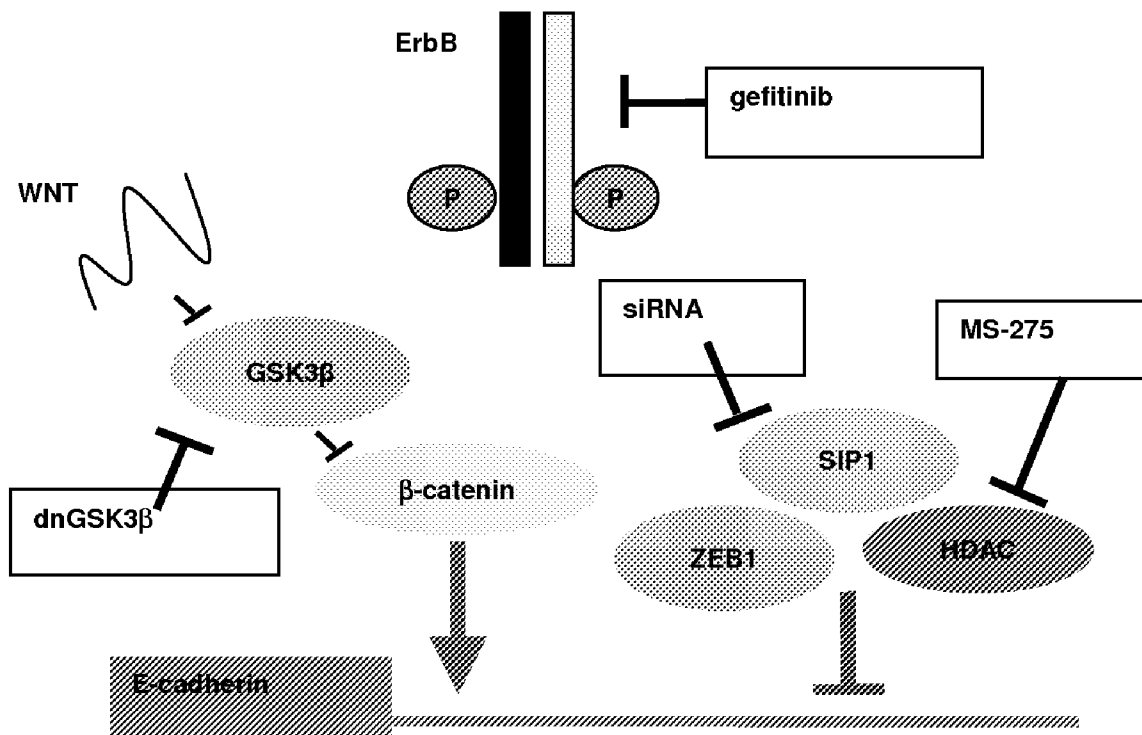 ErbB
gefitinib
WNT
P
P
siRNA
MS-275
GSK3β
SIP1
β-catenin
dnGSK3β
ZEB1
HDAC
E-cadherin